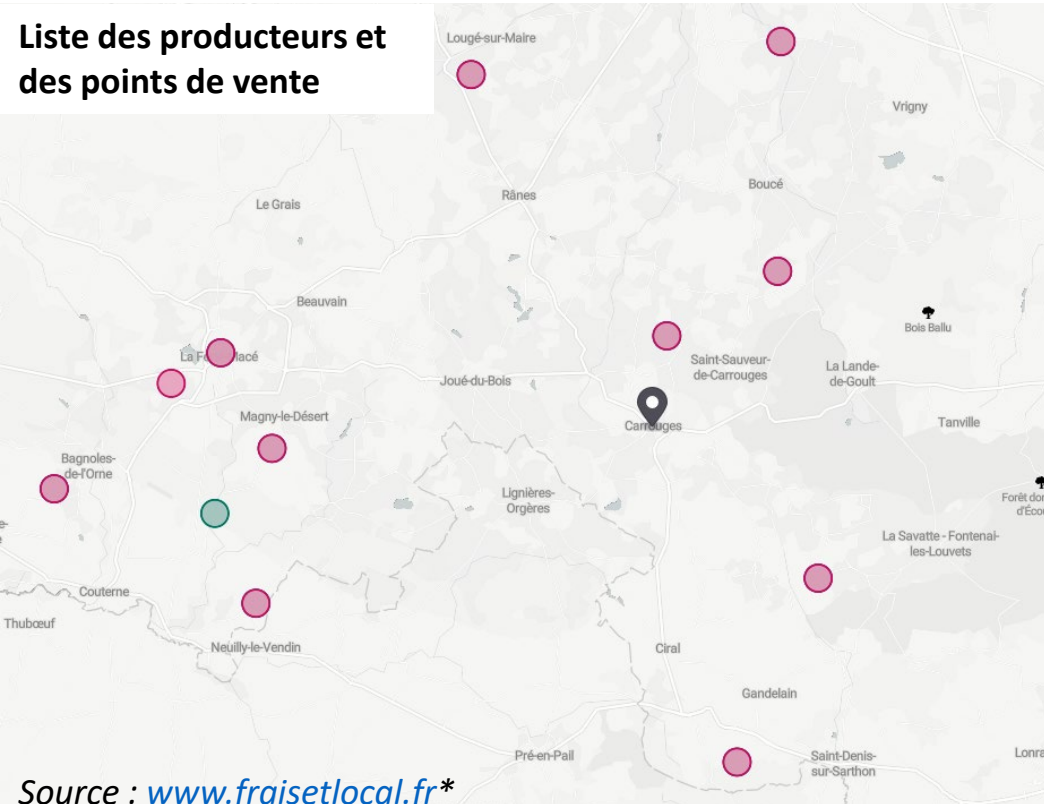 Liste des producteurs et
des points de vente
Lougé-sur-Maire
Vrigny
Boucé
Rânes
Le Grais
Beauvain
Bois Ballu
Saint-Sauveur-
de-Carrouges
La Lande-
de-Goult
Joué-du-Bois
Magny-le-Désert
Carrouges
Tanville
Bagnoles-
de-l'Orne
Lignières-
Orgères
La Savatte - Fontenai-
les-Louvets
Couterne
Thubœuf
Neuilly-le-Vendin
Ciral
Gandelain
Pré-en-Pail
Saint-Denis-
sur-Sarthon
Source : www.fraisetlocal.fr*